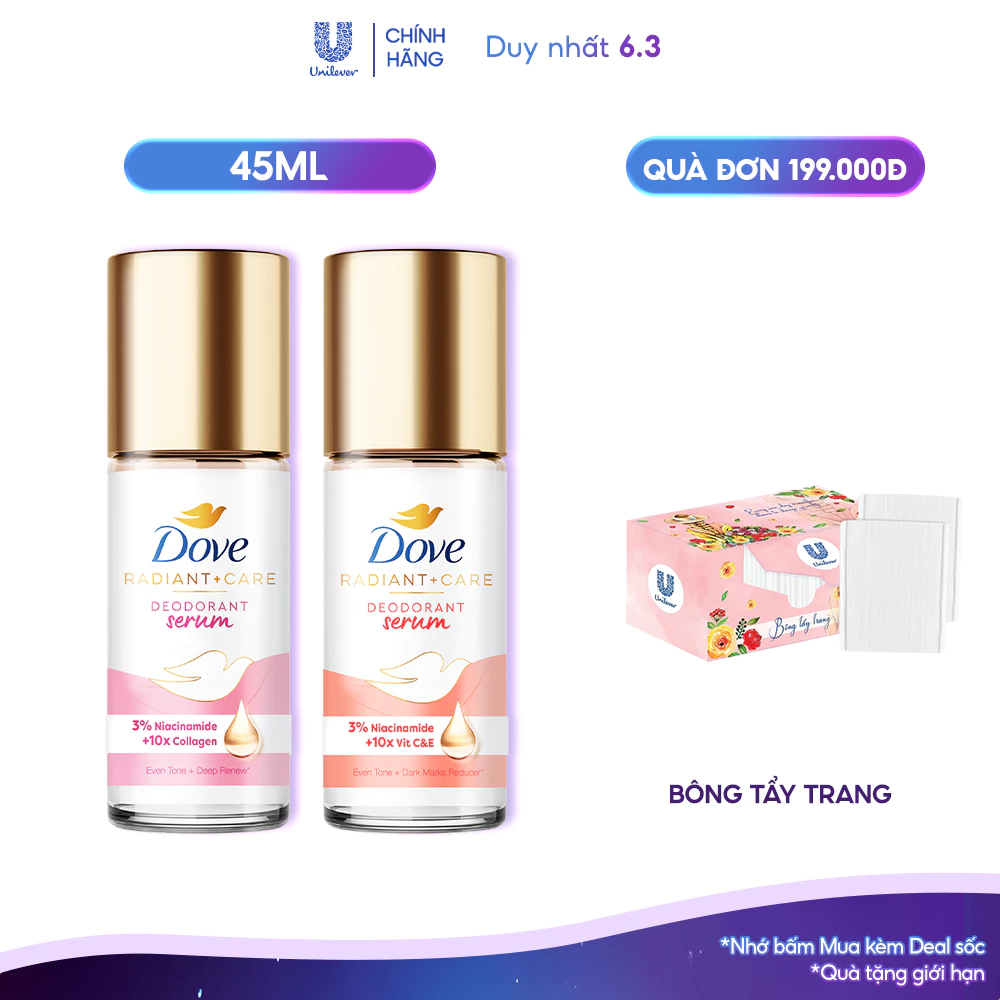 Unilever
CHÍNH
HÃNG
Duy nhất 6.3
45ML
QUÀ ĐƠN 199.000Đ
Dove
RADIANT+CARE
DEODORANT
serum
3% Niacinamide
+10x Collagen
Even Tone + Deep Renew*
Dove
RADIANT+CARE
DEODORANT
serum
3% Niacinamide
+10x Vit C&E
Even Tone + Dark Marks Reducer*
Unilever
Unilever
Bông tẩy trang
BÔNG TẨY TRANG
*Nhớ bấm Mua kèm Deal sốc
*Quà tặng giới hạn